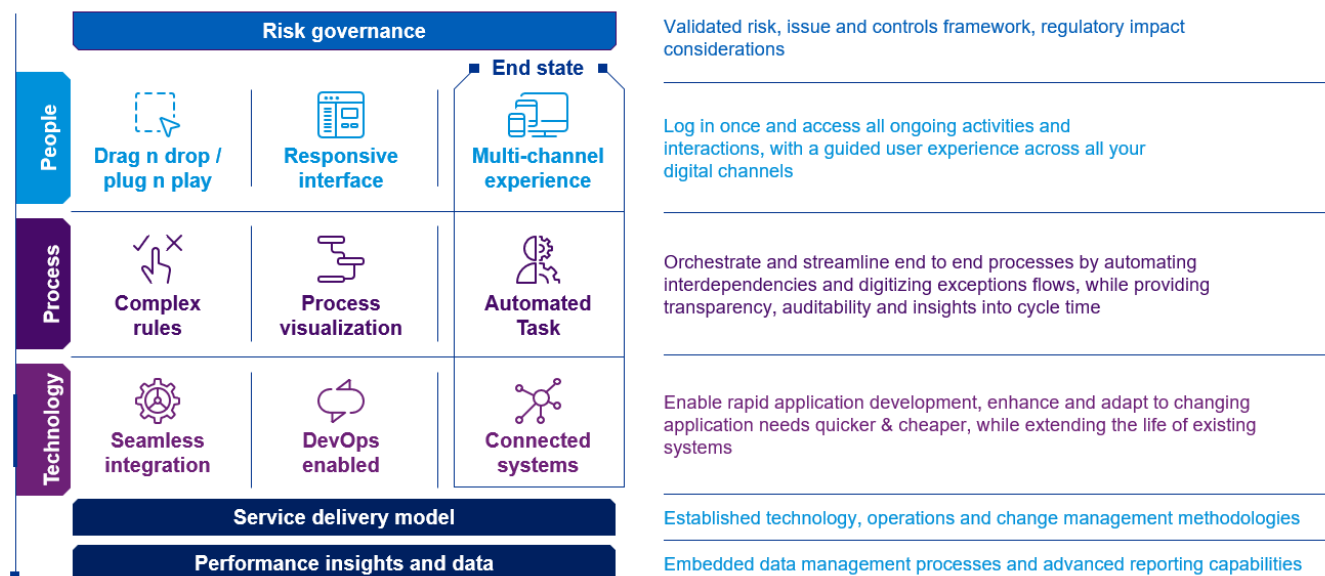 Risk governance
Validated risk, issue and controls framework, regulatory impact
considerations
End state
People
Drag n drop /
plug n play
Responsive
interface
Multi-channel
experience
Log in once and access all ongoing activities and
interactions, with a guided user experience across all your
digital channels
Process
Complex
rules
Process
visualization
Automated
Task
Orchestrate and streamline end to end processes by automating
interdependencies and digitizing exceptions flows, while providing
transparency, auditability and insights into cycle time
Technology
Seamless
integration
DevOps
enabled
Connected
systems
Enable rapid application development, enhance and adapt to changing
application needs quicker & cheaper, while extending the life of existing
systems
Service delivery model
Established technology, operations and change management methodologies
Performance insights and data
Embedded data management processes and advanced reporting capabilities